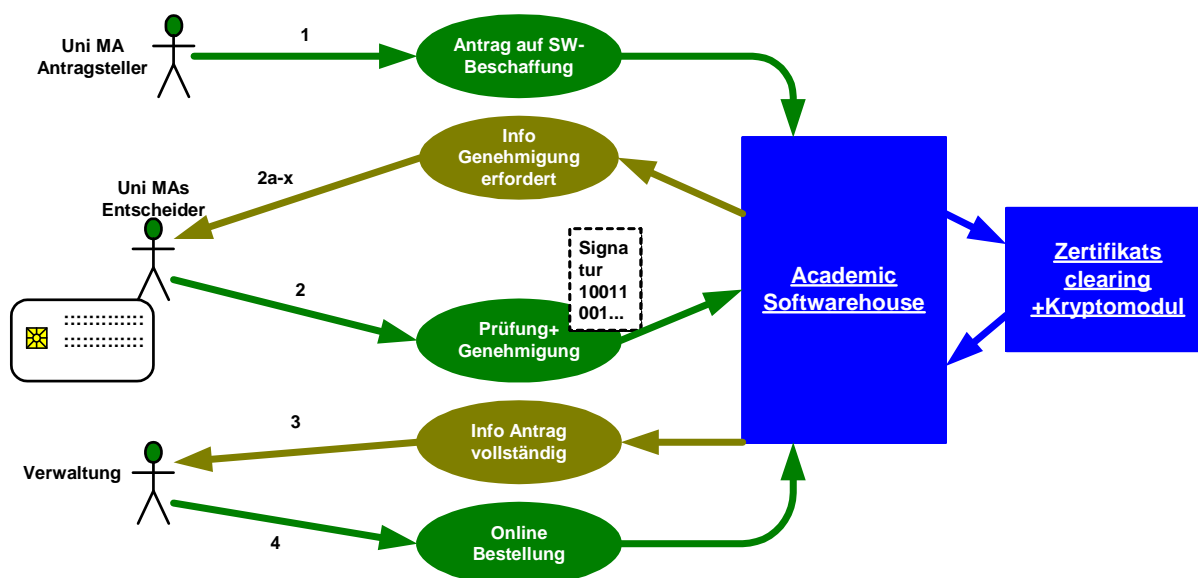 Uni MA
Antragsteller
1
Antrag auf SW-
Beschaffung
Info
Genehmigung
erfordert
2a-x
Uni MAs
Entscheider
2
Signa
tur
10011
001...
Prüfung+
Genehmigung
Academic
Softwarehouse
Zertifikats
clearing
+Kryptomodul
3
Info Antrag
vollständig
Verwaltung
4
Online
Bestellung